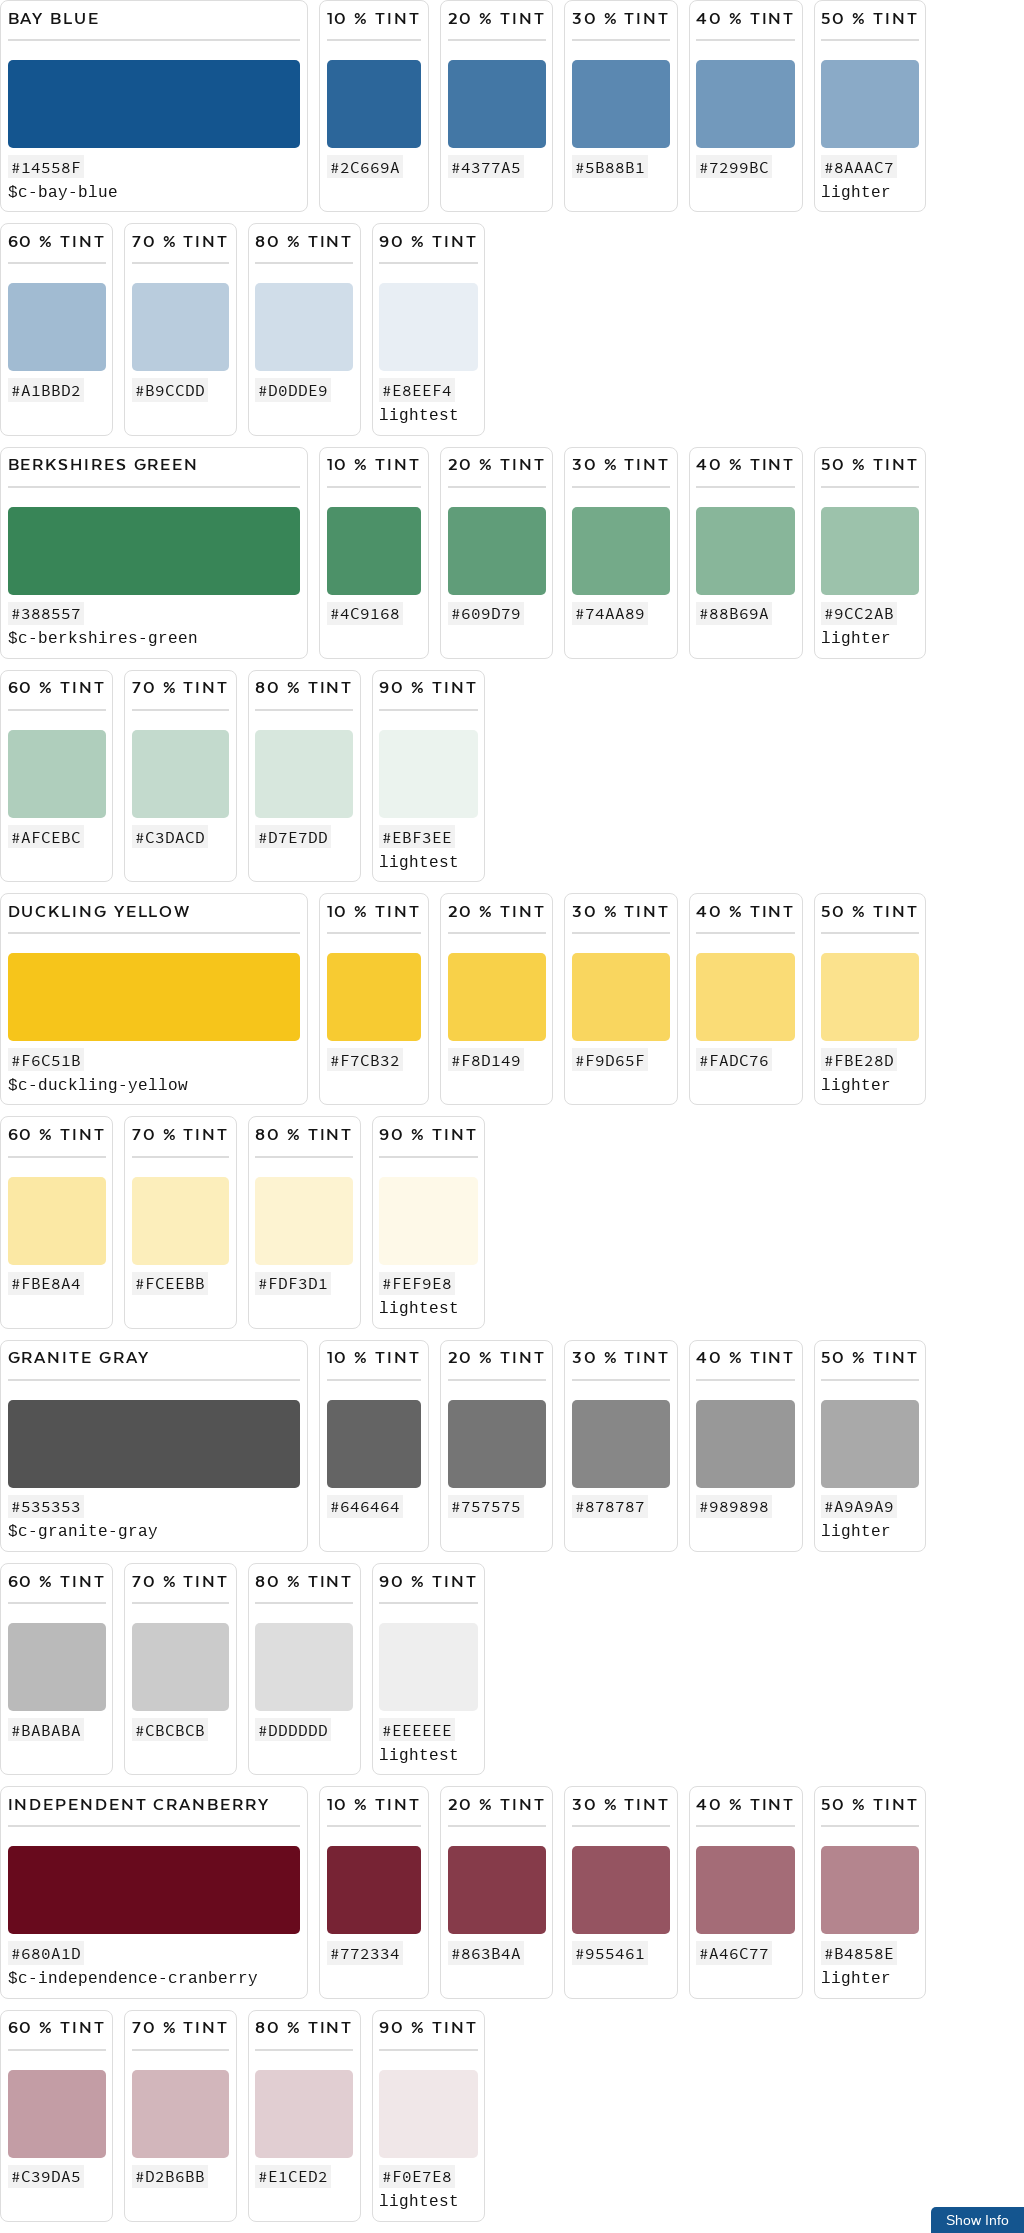 BAY BLUE
10 % TINT
20 % TINT
30 % TINT
40 % TINT
50 % TINT
#14558F
$c-bay-blue
#2C669A
#4377A5
#5B88B1
#7299BC
#8AAAC7
lighter
60 % TINT
70 % TINT
80 % TINT
90 % TINT
#A1BBD2
#B9CCDD
#D0DDE9
#E8EEF4
lightest
BERKSHIRES GREEN
10 % TINT
20 % TINT
30 % TINT
40 % TINT
50 % TINT
#388557
$c-berkshires-green
#4C9168
#609D79
#74AA89
#88B69A
#9CC2AB
lighter
60 % TINT
70 % TINT
80 % TINT
90 % TINT
#AFCEBC
#C3DACD
#D7E7DD
#EBF3EE
lightest
DUCKLING YELLOW
10 % TINT
20 % TINT
30 % TINT
40 % TINT
50 % TINT
#F6C51B
$c-duckling-yellow
#F7CB32
#F8D149
#F9D65F
#FADC76
#FBE28D
lighter
60 % TINT
70 % TINT
80 % TINT
90 % TINT
#FBE8A4
#FCEEBB
#FDF3D1
#FEF9E8
lightest
GRANITE GRAY
10 % TINT
20 % TINT
30 % TINT
40 % TINT
50 % TINT
#535353
$c-granite-gray
#646464
#757575
#878787
#989898
#A9A9A9
lighter
60 % TINT
70 % TINT
80 % TINT
90 % TINT
#BABABA
#CBCBCB
#DDDDDD
#EEEEEE
lightest
INDEPENDENT CRANBERRY
10 % TINT
20 % TINT
30 % TINT
40 % TINT
50 % TINT
#680A1D
$c-independence-cranberry
#772334
#863B4A
#955461
#A46C77
#B4858E
lighter
60 % TINT
70 % TINT
80 % TINT
90 % TINT
#C39DA5
#D2B6BB
#E1CED2
#F0E7E8
lightest
Show Info